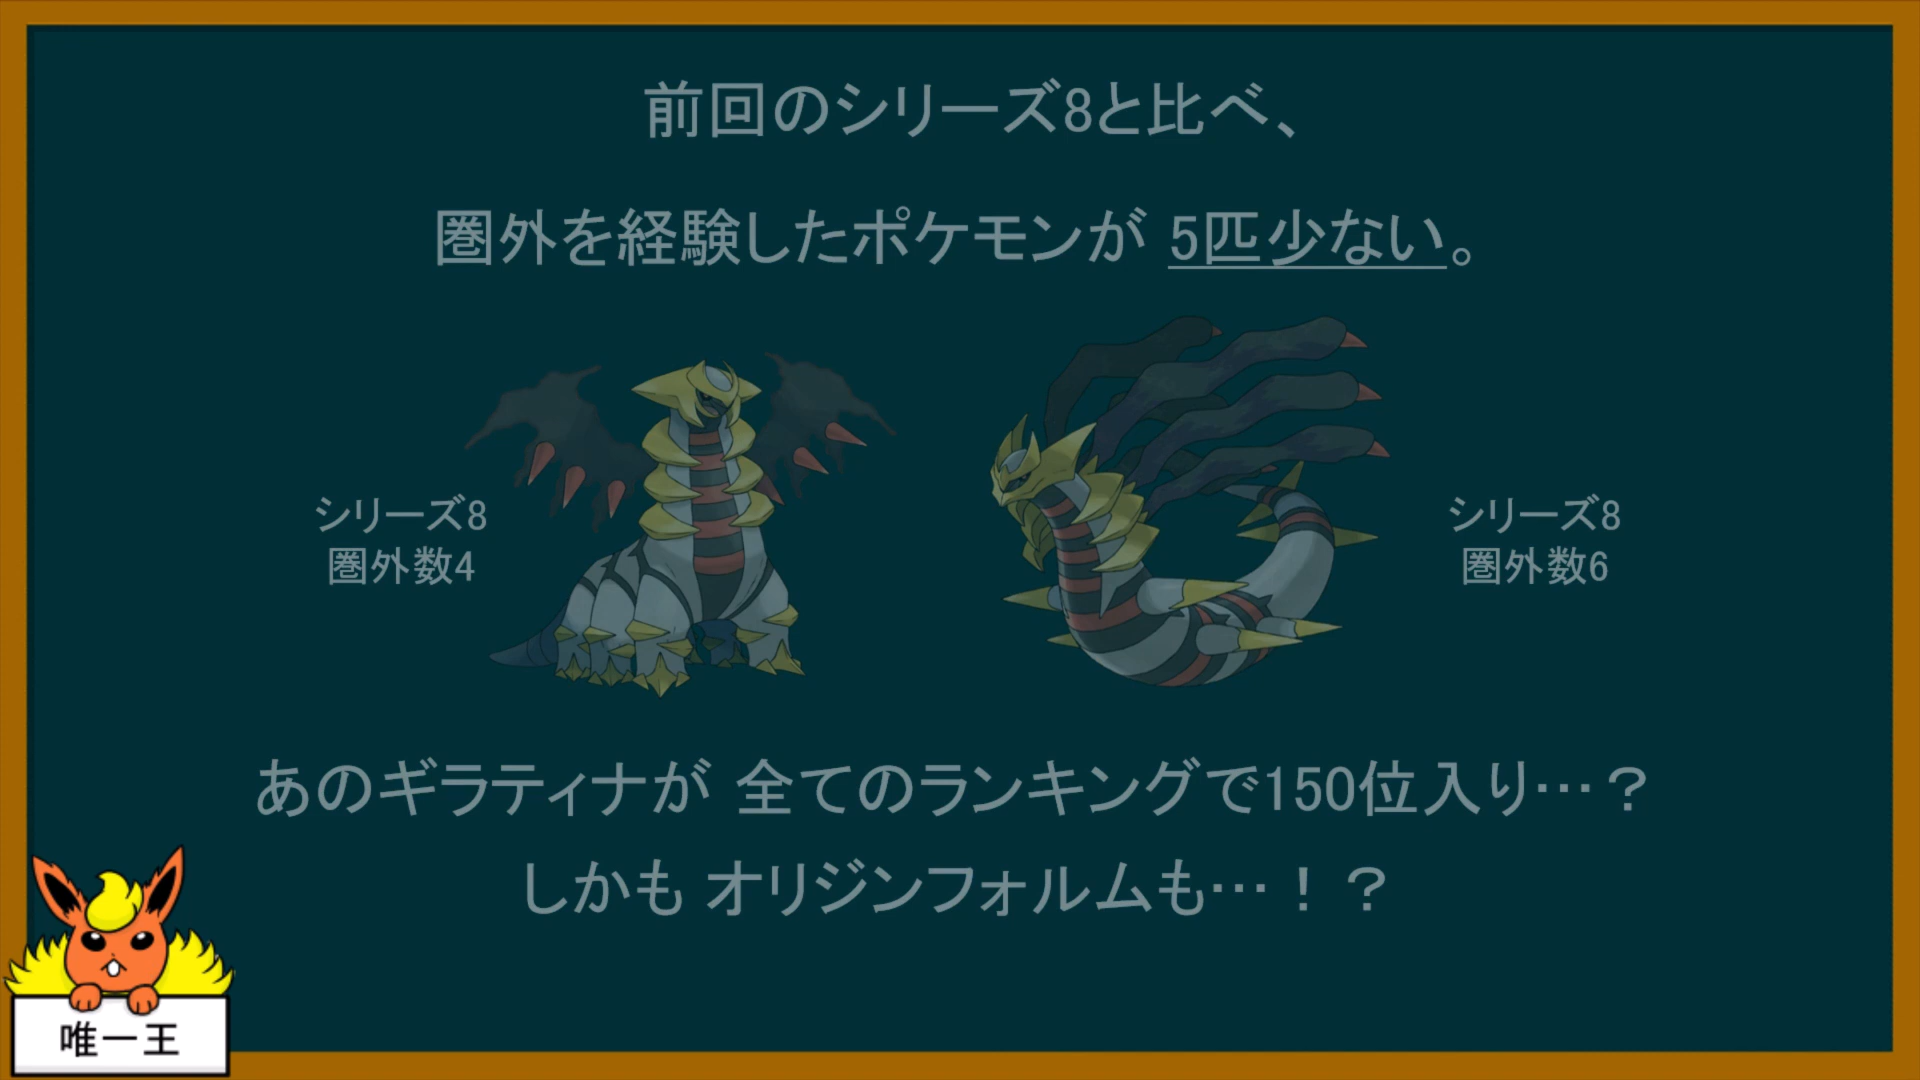 前回のシリーズ8と比べ、
圏外を経験したポケモンが 5匹少ない。
シリーズ8
圏外数4
シリーズ8
圏外数6
あのギラティナが 全てのランキングで150位入り…？
しかも オリジンフォルムも…！？
唯一王